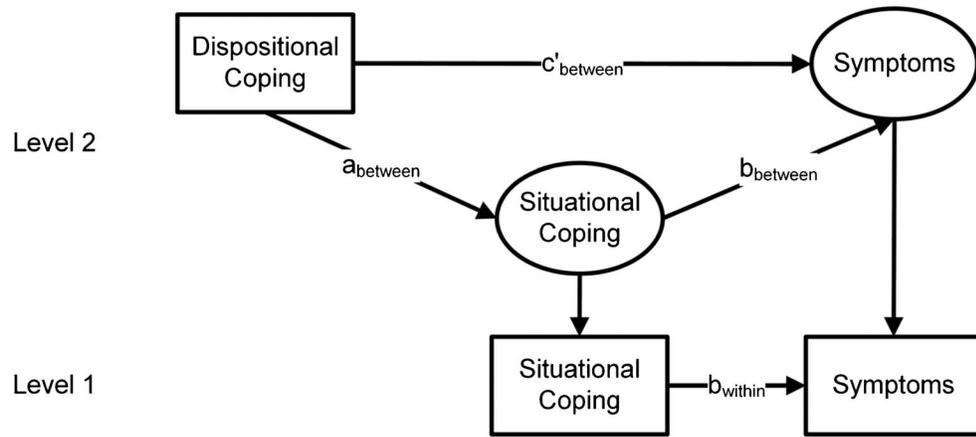 Dispositional
Coping
c'between
Symptoms
Level 2
abetween
bbetween
Situational
Coping
Level 1
Situational
Coping
bwithin
Symptoms